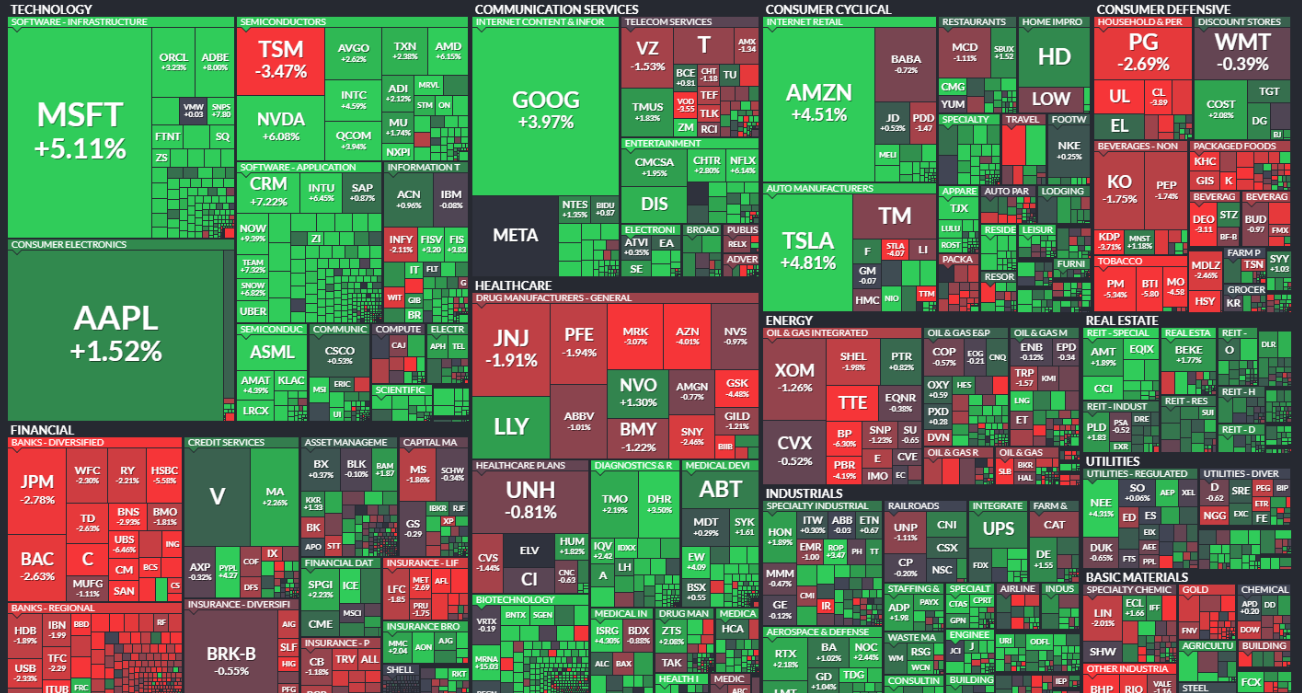 TECHNOLOGY
SOFTWARE - INFRASTRUCTURE
MSFT
+5.11%
ORCL
+3.23%
ADBE
+8.00%
VMW
+0.03
SNPS
+7.80
FTNT
SQ
ZS
SEMICONDUCTORS
TSM
-3.47%
AVGO
+2.62%
TXN
+2.38%
AMD
+6.15%
INTC
+4.59%
ADI
+2.12%
MRVL
STM
ON
NVDA
+6.08%
QCOM
+3.94%
MU
+1.74%
NXPI
SOFTWARE - APPLICATION
CRM
+7.22%
INTU
+6.45%
SAP
+0.87%
NOW
+9.39%
ZI
TEAM
+7.32%
SNOW
+6.82%
UBER
INFORMATION T
ACN
+0.96%
IBM
-0.08%
INFY
-2.11%
FISV
+3.20
FIS
+3.83
IT
FLT
G
WIT
GIB
BR
CONSUMER ELECTRONICS
AAPL
+1.52%
SEMICONDUC
ASML
AMAT
+4.39%
KLAC
LRCX
COMMUNIC
CSCO
+0.53%
MSI
ERIC
UI
COMPUTE
CAJ
ELECTR
APH
TEL
SCIENTIFIC
COMMUNICATION SERVICES
INTERNET CONTENT & INFOR
GOOG
+3.97%
META
NTES
+1.35%
BIDU
+0.87
TELECOM SERVICES
VZ
-1.53%
T
AMX
-1.34
BCE
+0.81
CHT
-1.18
TU
TMUS
+1.83%
VOD
-3.55
TEF
TLK
ZM
RCI
ENTERTAINMENT
CMCSA
+1.95%
CHTR
+2.80%
NFLX
+6.14%
DIS
ELECTRONI
ATVI
+0.35%
EA
SE
BROAD
PUBLIS
RELX
ADVER
CONSUMER CYCLICAL
INTERNET RETAIL
AMZN
+4.51%
BABA
-0.72%
JD
+0.53%
PDD
-1.47
MELI
RESTAURANTS
MCD
-1.11%
SBUX
+1.52
CMG
YUM
HOME IMPRO
HD
LOW
SPECIALTY
TRAVEL
FOOTW
NKE
+0.25%
AUTO MANUFACTURERS
TSLA
+4.81%
TM
F
STLA
-4.07
LI
GM
-0.07
HMC
NIO
TTM
APPARE
TJX
LULU
ROST
PACKA
AUTO PAR
LODGING
RESIDE
LEISUR
FURNI
RESOR
CONSUMER DEFENSIVE
HOUSEHOLD & PER
PG
-2.69%
UL
CL
-3.89
EL
DISCOUNT STORES
WMT
-0.39%
COST
+2.08%
TGT
DG
BJ
BEVERAGES - NON
KO
-1.75%
PEP
-1.74%
KDP
-3.71%
MNST
+1.18%
PACKAGED FOODS
KHC
GIS
K
BEVERAG
DEO
-3.11
STZ
BF-B
BEVERAG
BUD
-0.97
FMX
TOBACCO
PM
-5.34%
BTI
-5.80
MO
-4.58
MDLZ
-2.46%
HSY
FARM P
TSN
SYY
+1.03
GROCER
KR
HEALTHCARE
DRUG MANUFACTURERS - GENERAL
JNJ
-1.91%
PFE
-1.94%
MRK
-3.07%
AZN
-4.01%
NVS
-0.97%
LLY
ABBV
-1.01%
NVO
+1.30%
AMGN
-0.77%
GSK
-4.48%
BMY
-1.22%
SNY
-2.46%
GILD
-1.21%
BIIB
HEALTHCARE PLANS
UNH
-0.81%
CVS
-1.44%
ELV
HUM
+1.82%
CI
CNC
-0.63
DIAGNOSTICS & R
TMO
+2.19%
DHR
+3.50%
IQV
+2.42
IDXX
A
LH
MEDICAL DEVI
ABT
MDT
+0.29%
SYK
+1.61
EW
+4.09
BSX
+0.55
BIOTECHNOLOGY
VRTX
-0.19
BNTX
SGEN
MRNA
+15.03
REGN
MEDICAL IN
ISRG
+4.30%
BDX
-0.28%
ALC
BAX
DRUG MAN
ZTS
+2.08%
TAK
MEDICA
HCA
HEALTH I
MEDIC
ABC
ENERGY
OIL & GAS INTEGRATED
XOM
-1.26%
SHEL
-1.98%
PTR
+0.82%
TTE
EQNR
-0.38%
CVX
-0.52%
BP
-6.30%
SNP
-1.23%
SU
-0.65
PBR
-4.19%
E
IMO
CVE
EC
OIL & GAS E&P
COP
-0.57%
EOG
-0.21
CNQ
OXY
+0.59
HES
PXD
+0.28
DVN
OIL & GAS M
ENB
-0.12%
EPD
-0.34
TRP
-1.57
KMI
LNG
ET
OIL & GAS R
OIL & GAS
SLB
BKR
HAL
REAL ESTATE
REIT - SPECIAL
AMT
+1.89%
EQIX
CCI
REAL ESTA
BEKE
+1.77%
REIT -
O
DLR
REIT - INDUST
PLD
+1.83
PSA
-0.52
DRE
EXR
REIT - RES
SUI
REIT - H
REIT - D
UTILITIES
UTILITIES - REGULATED
NEE
+4.31%
SO
+0.06%
AEP
XEL
ED
ES
EIX
DUK
-0.65%
AEE
FTS
PPL
UTILITIES - DIVER
D
-0.62
SRE
PEG
BIP
NGG
EXC
ETR
FE
FINANCIAL
BANKS - DIVERSIFIED
JPM
-2.78%
WFC
-2.30%
RY
-2.21%
HSBC
-5.58%
TD
-2.63%
BNS
-2.93%
BMO
-1.81%
BAC
-2.63%
C
UBS
-6.46%
ING
CM
BCS
MUFG
-1.11%
SAN
CS
BANKS - REGIONAL
HDB
-1.89%
IBN
-1.99
BBD
RF
USB
-2.33%
TFC
-2.29
ITUB
FRC
CREDIT SERVICES
V
MA
+2.26%
AXP
-0.32%
PYPL
+4.27
COF
IX
DFS
INSURANCE - DIVERSIFI
BRK-B
-0.55%
AIG
SLF
HIG
PFG
ASSET MANAGEME
BX
+0.37%
BLK
-0.10%
BAM
+1.87
KKR
+1.33
BK
APO
STT
CAPITAL MA
MS
-1.86%
SCHW
-0.34%
GS
-0.29
IBKR
RJF
XP
FINANCIAL DAT
SPGI
+2.23%
ICE
MSCI
CME
INSURANCE - LIF
LFC
-1.85
MET
-2.69
AFL
PRU
-1.75
INSURANCE - P
CB
-1.18%
TRV
ALL
INSURANCE BRO
MMC
+2.04
AON
AJG
SHELL
INDUSTRIALS
SPECIALTY INDUSTRIAL
HON
+1.89%
ITW
+0.30%
ABB
-0.03
ETN
+0.67
EMR
-1.00
ROP
+3.47
PH
TT
MMM
-0.47%
GE
-0.12%
CMI
IR
RAILROADS
UNP
-1.11%
CNI
CSX
CP
-0.20%
NSC
INTEGRATE
UPS
FDX
FARM &
CAT
DE
+1.55
STAFFING &
ADP
+1.98
PAYX
SPECIALT
CTAS
CPRT
GPN
AIRLINE
INDUS
AEROSPACE & DEFENSE
RTX
+2.18%
BA
+1.02%
NOC
+2.44%
GD
+1.04%
TDG
LMT
WASTE MA
WM
RSG
WCN
ENGINEE
JCI
J
URI
ODFL
CONSULTIN
BUILDING
IEP
BASIC MATERIALS
SPECIALTY CHEMIC
LIN
-2.01%
ECL
+1.66
IFF
SHW
GOLD
FNV
CHEMICAL
APD
+0.20
DD
DOW
AGRICULTU
BUILDING
OTHER INDUSTRIA
BHP
RIO
VALE
STEEL
FCX